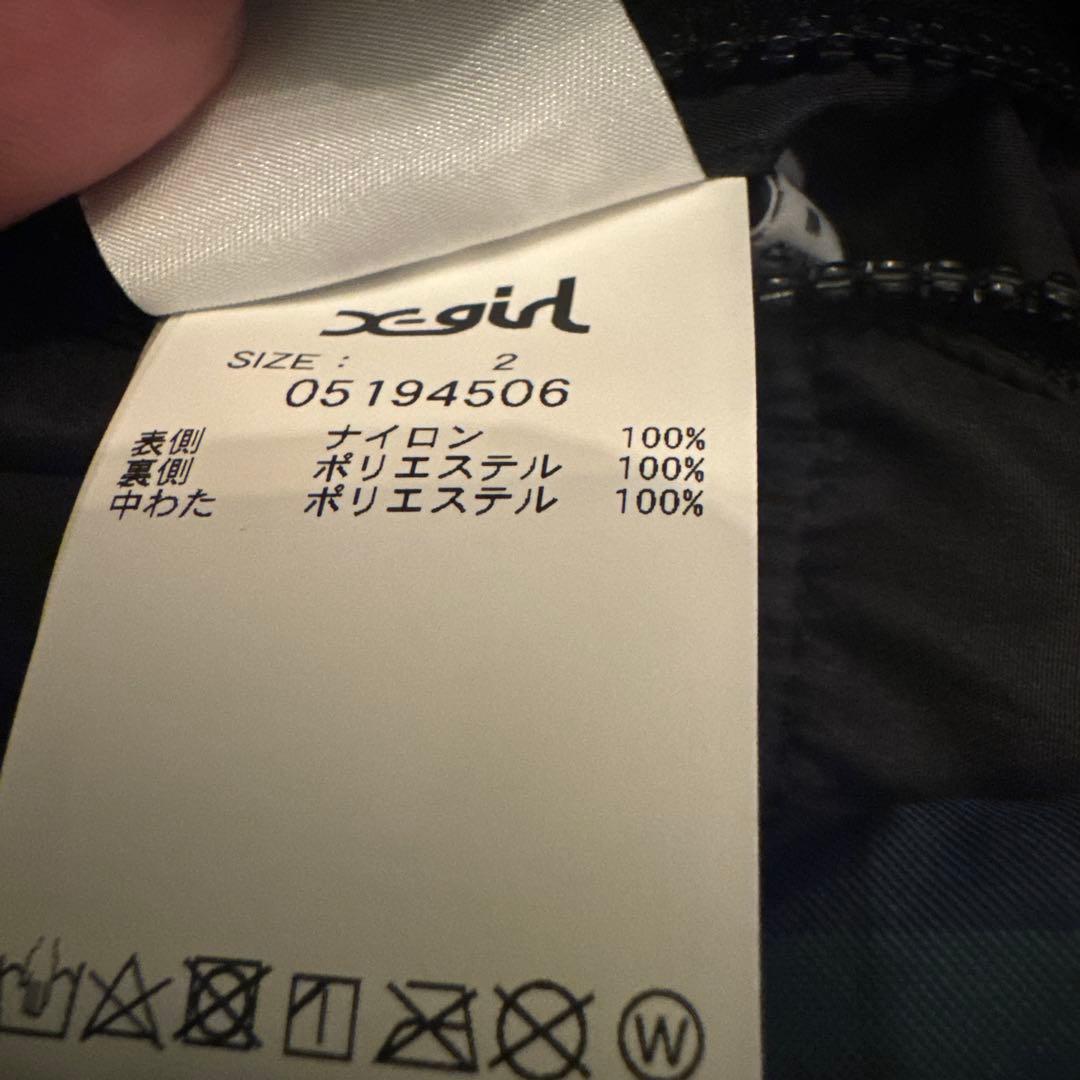 X-girl
SIZE : 2
05194506
表側 ナイロン 100%
裏側 ポリエステル 100%
中わた ポリエステル 100%
W